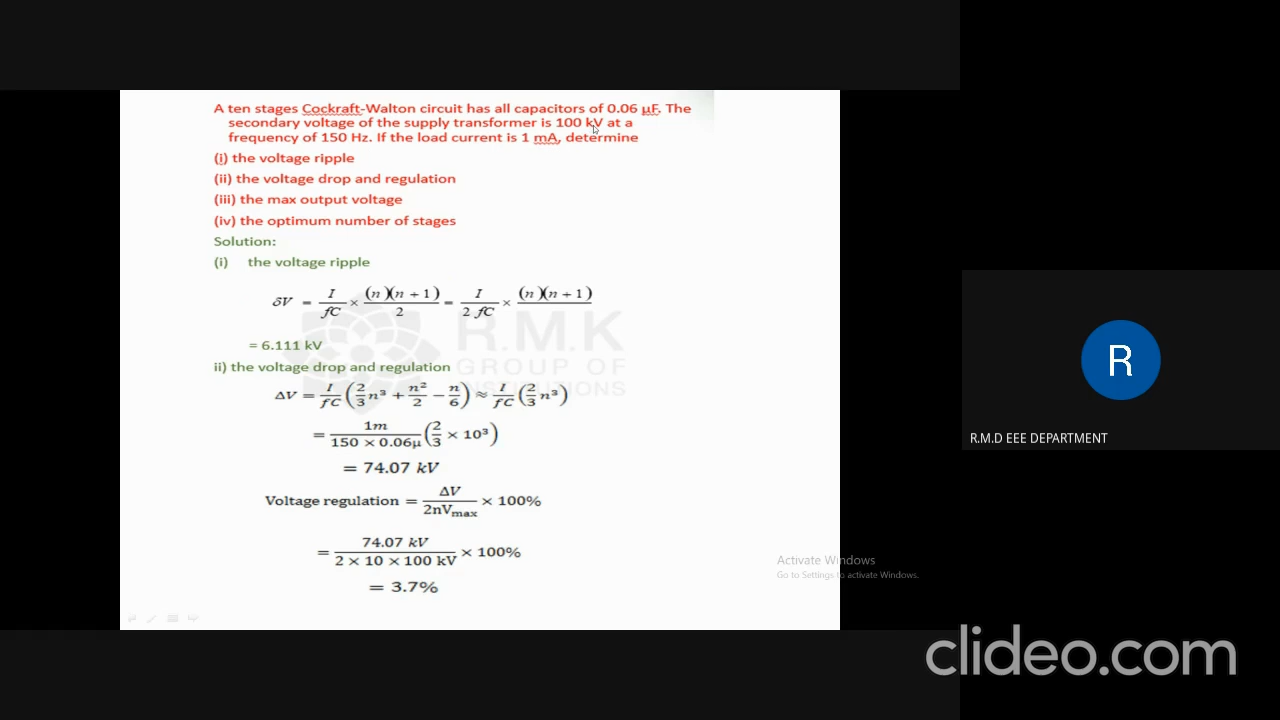 A ten stages Cockraft-Walton circuit has all capacitors of 0.06 μF. The
secondary voltage of the supply transformer is 100 kV at a
frequency of 150 Hz. If the load current is 1 mA, determine
(i) the voltage ripple
(ii) the voltage drop and regulation
(iii) the max output voltage
(iv) the optimum number of stages
Solution:
(i) the voltage ripple
δV = I/fC × (n)(n + 1)/2 = I/2 fC × (n)(n + 1)
= 6.111 kV
ii) the voltage drop and regulation
ΔV = I/fC (2/3 n³ + n²/2 − n/6) ≈ I/fC (2/3 n³)
= 1m/150 × 0.06μ (2/3 × 10³)
= 74.07 kV
Voltage regulation = ΔV/2nVmax × 100%
= 74.07 kV/2 × 10 × 100 kV × 100%
= 3.7%
R.M.K
GROUP OF
INSTITUTIONS
R
R.M.D EEE DEPARTMENT
Activate Windows
Go to Settings to activate Windows.
clideo.com